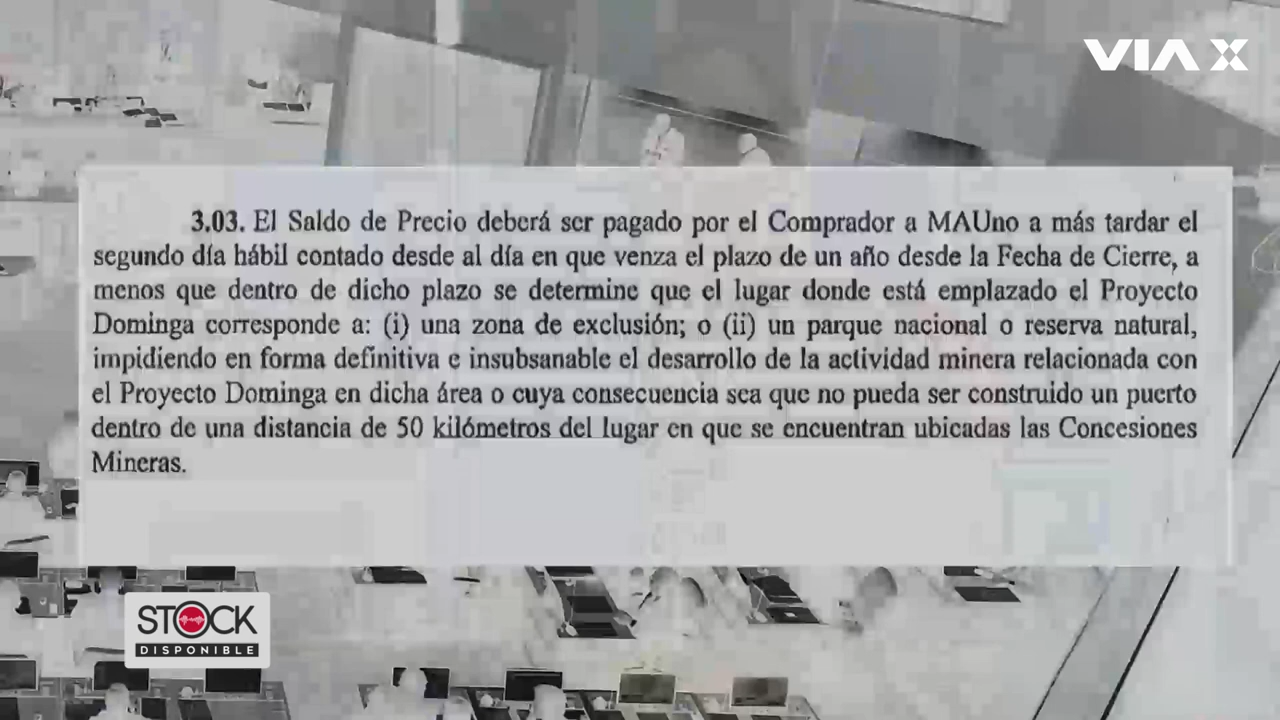 VIA X
3.03. El Saldo de Precio deberá ser pagado por el Comprador a MAUno a más tardar el
segundo día hábil contado desde al día en que venza el plazo de un año desde la Fecha de Cierre, a
menos que dentro de dicho plazo se determine que el lugar donde está emplazado el Proyecto
Dominga corresponde a: (i) una zona de exclusión; o (ii) un parque nacional o reserva natural,
impidiendo en forma definitiva e insubsanable el desarrollo de la actividad minera relacionada con
el Proyecto Dominga en dicha área o cuya consecuencia sea que no pueda ser construido un puerto
dentro de una distancia de 50 kilómetros del lugar en que se encuentran ubicadas las Concesiones
Mineras.
STOCK
DISPONIBLE